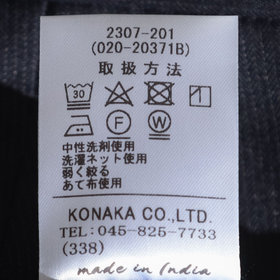 2307-201
(020-20371B)
取扱方法
30
F W
中性洗剤使用
洗濯ネット使用
弱く絞る
あて布使用
KONAKA CO.,LTD.
TEL: 045-825-7733
(338)
made in India